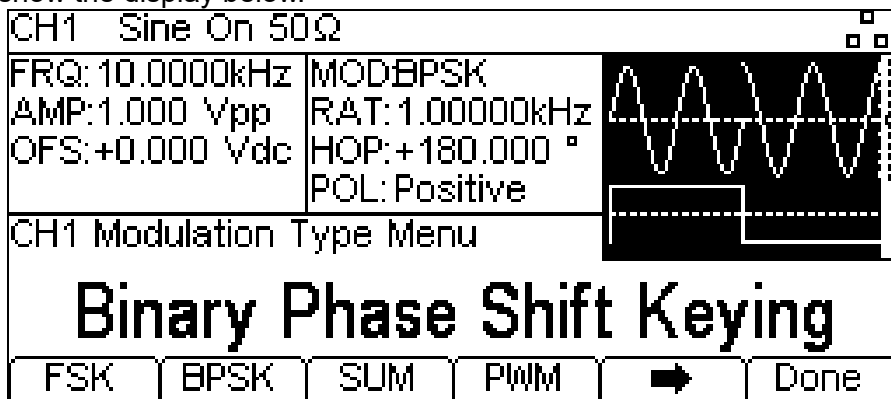 show the display below.
CH1 Sine On 50Ω
FRQ: 10.0000kHz
AMP:1.000 Vpp
OFS:+0.000 Vdc
MOD:BPSK
RAT: 1.00000kHz
HOP:+180.000 °
POL: Positive
CH1 Modulation Type Menu
Binary Phase Shift Keying
FSK BPSK SUM PWM ➡ Done